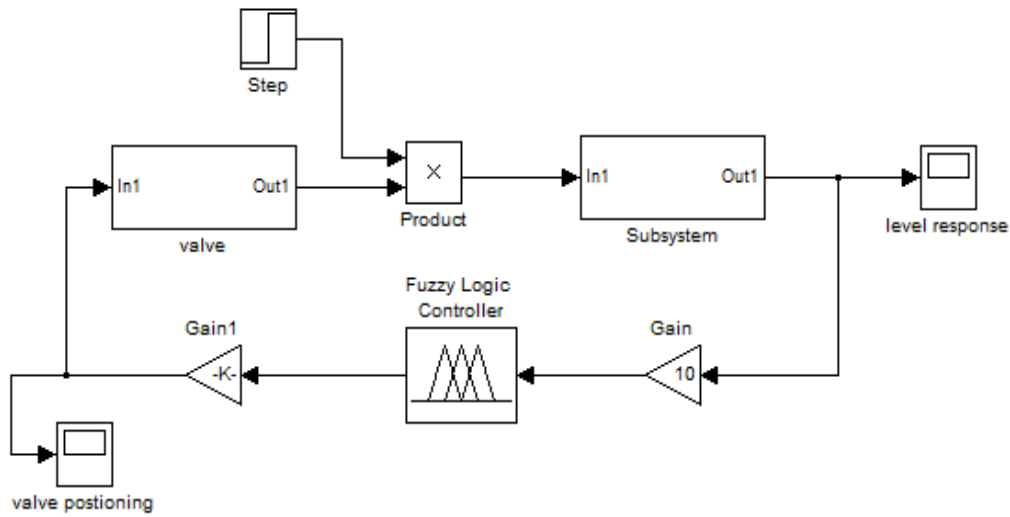 Step
In1
Out1
valve
×
Product
In1
Out1
Subsystem
level response
Fuzzy Logic
Controller
Gain1
-K-
Gain
10
valve postioning